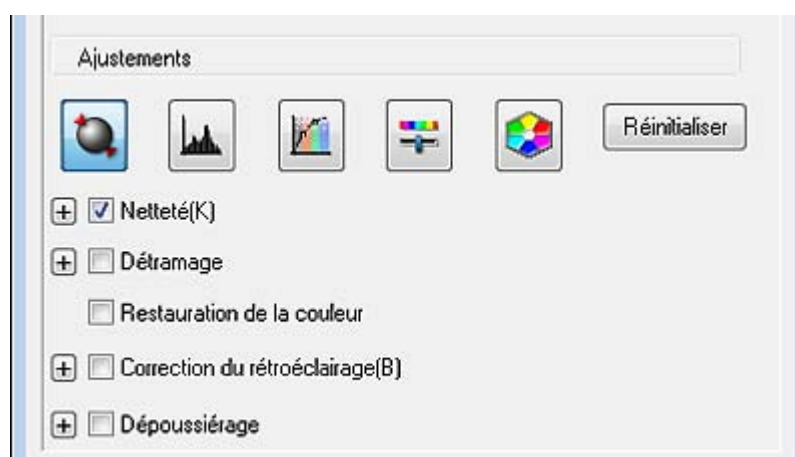 Ajustements
Réinitialiser
Netteté(K)
Détramage
Restauration de la couleur
Correction du rétroéclairage(B)
Dépoussiérage